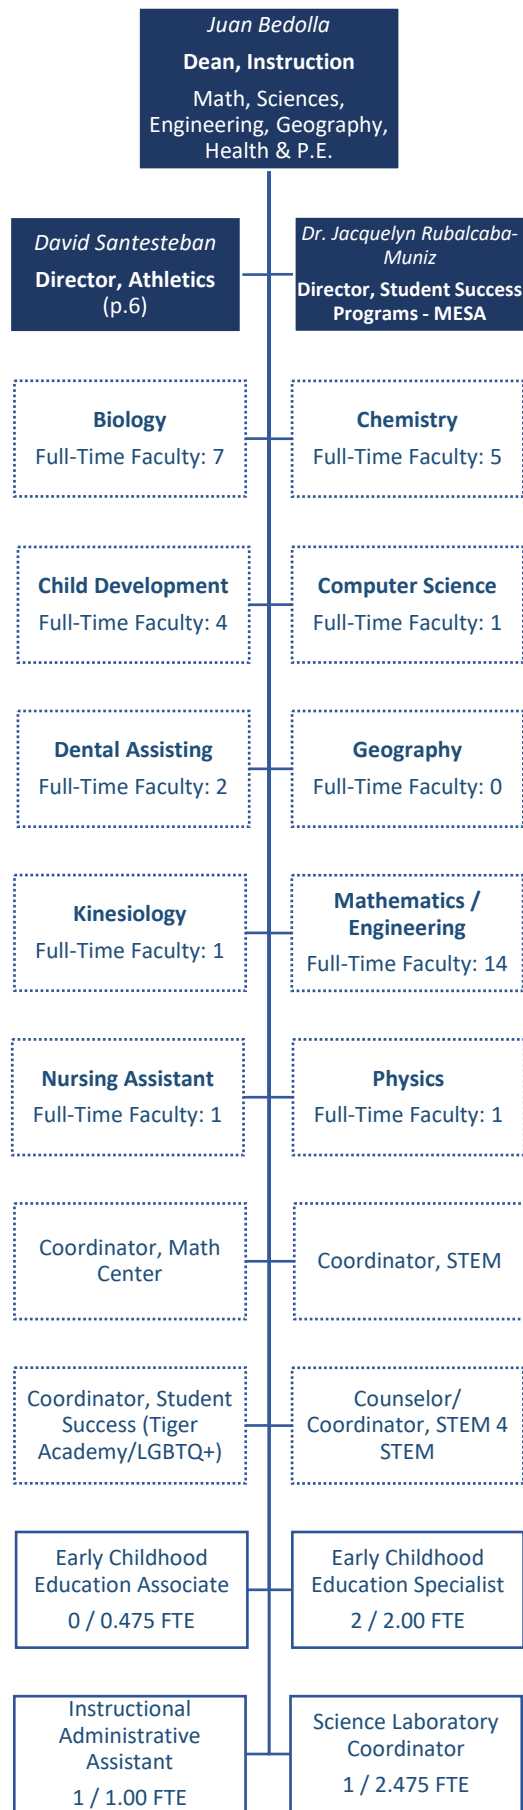 Juan Bedolla
Dean, Instruction
Math, Sciences,
Engineering, Geography,
Health & P.E.
David Santesteban
Director, Athletics
(p.6)
Dr. Jacquelyn Rubalcaba-
Muniz
Director, Student Success
Programs - MESA
Biology
Full-Time Faculty: 7
Chemistry
Full-Time Faculty: 5
Child Development
Full-Time Faculty: 4
Computer Science
Full-Time Faculty: 1
Dental Assisting
Full-Time Faculty: 2
Geography
Full-Time Faculty: 0
Kinesiology
Full-Time Faculty: 1
Mathematics /
Engineering
Full-Time Faculty: 14
Nursing Assistant
Full-Time Faculty: 1
Physics
Full-Time Faculty: 1
Coordinator, Math
Center
Coordinator, STEM
Coordinator, Student
Success (Tiger
Academy/LGBTQ+)
Counselor/
Coordinator, STEM 4
STEM
Early Childhood
Education Associate
0 / 0.475 FTE
Early Childhood
Education Specialist
2 / 2.00 FTE
Instructional
Administrative
Assistant
1 / 1.00 FTE
Science Laboratory
Coordinator
1 / 2.475 FTE